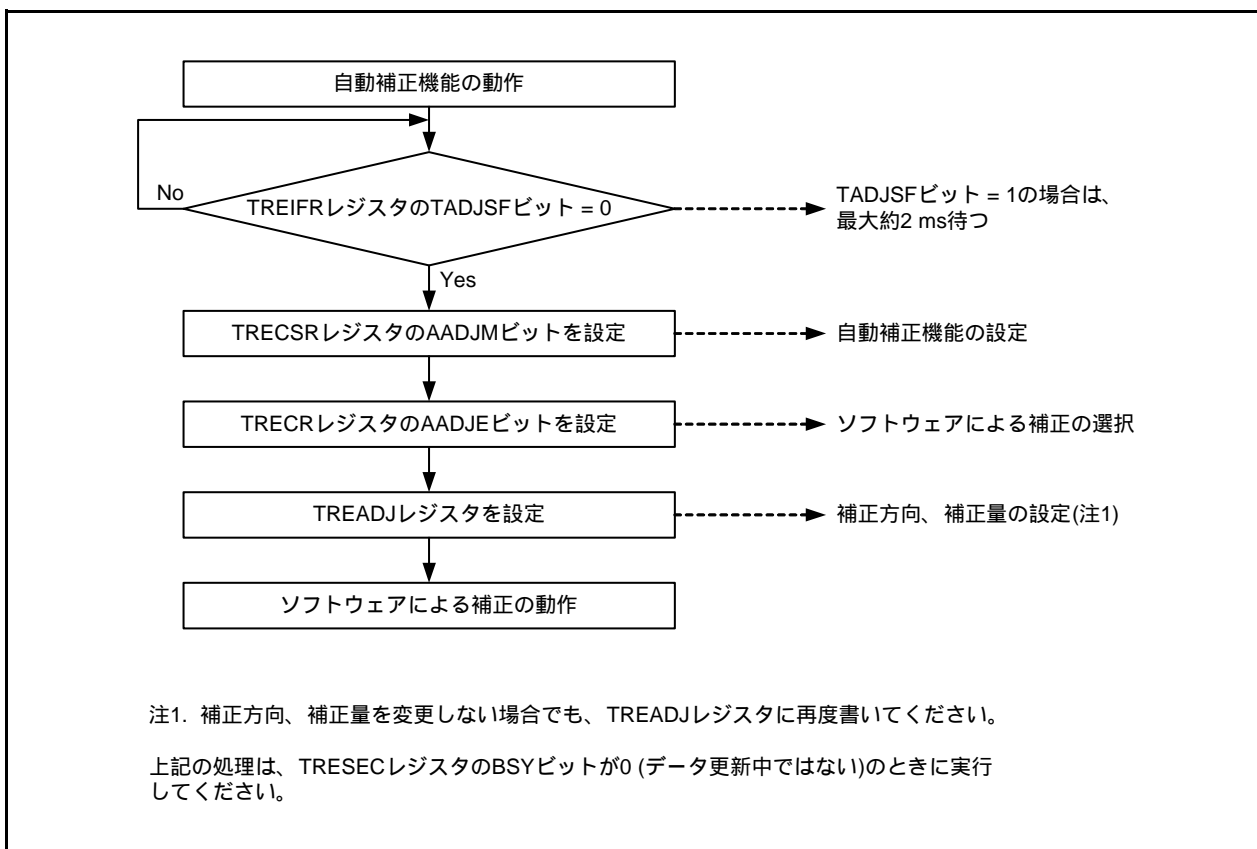 自動補正機能の動作
No
TREIFRレジスタのTADJSFビット = 0
TADJSFビット = 1の場合は、
最大約2 ms待つ
Yes
TRECSRレジスタのAADJMビットを設定
自動補正機能の設定
TRECRレジスタのAADJEビットを設定
ソフトウェアによる補正の選択
TREADJレジスタを設定
補正方向、補正量の設定(注1)
ソフトウェアによる補正の動作
注1. 補正方向、補正量を変更しない場合でも、TREADJレジスタに再度書いてください。
上記の処理は、TRESECレジスタのBSYビットが0 (データ更新中ではない)のときに実行
してください。